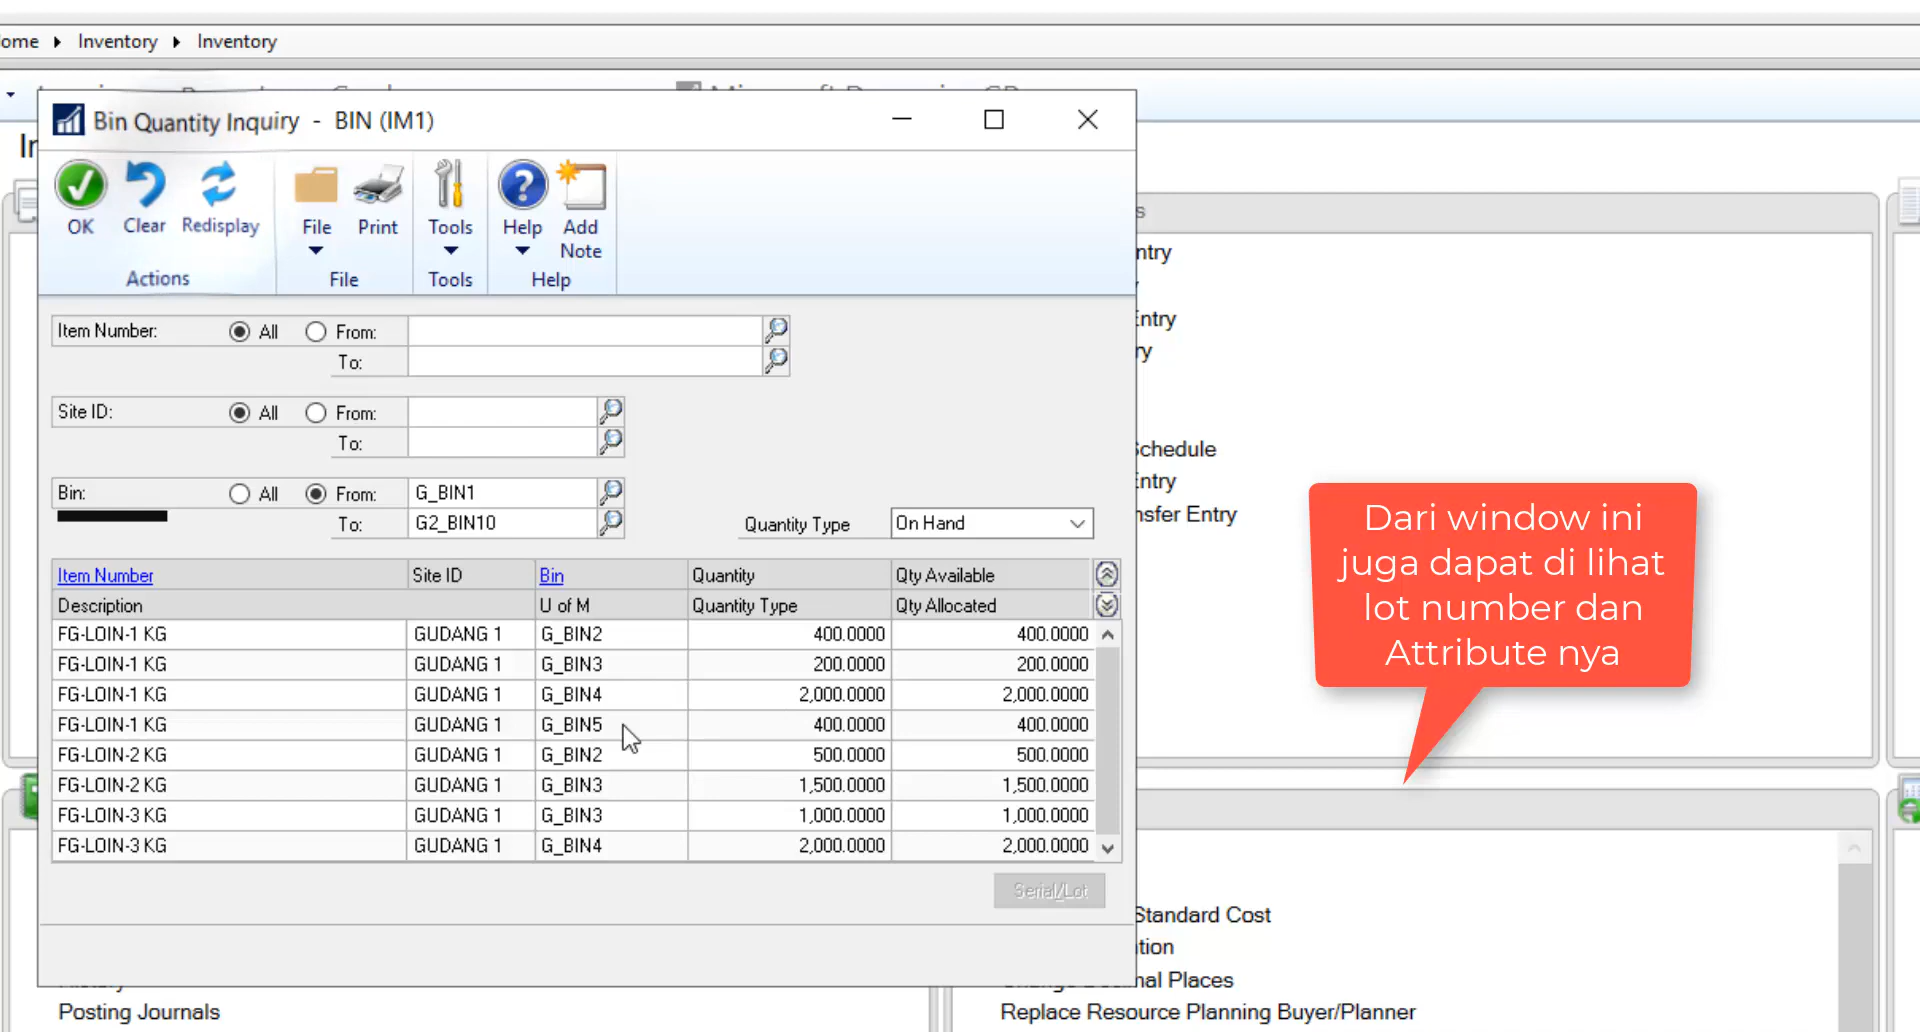 ome ▸ Inventory ▸ Inventory
Bin Quantity Inquiry - BIN (IM1)
OK Clear Redisplay File Print Tools Help Add Note
Actions File Tools Help
Item Number: All From:
To:
Site ID: All From:
To:
Bin: All From: G_BIN1
To: G2_BIN10 Quantity Type On Hand
Item Number Site ID Bin Quantity Qty Available
Description U of M Quantity Type Qty Allocated
FG-LOIN-1 KG GUDANG 1 G_BIN2 400.0000 400.0000
FG-LOIN-1 KG GUDANG 1 G_BIN3 200.0000 200.0000
FG-LOIN-1 KG GUDANG 1 G_BIN4 2,000.0000 2,000.0000
FG-LOIN-1 KG GUDANG 1 G_BIN5 400.0000 400.0000
FG-LOIN-2 KG GUDANG 1 G_BIN2 500.0000 500.0000
FG-LOIN-2 KG GUDANG 1 G_BIN3 1,500.0000 1,500.0000
FG-LOIN-3 KG GUDANG 1 G_BIN3 1,000.0000 1,000.0000
FG-LOIN-3 KG GUDANG 1 G_BIN4 2,000.0000 2,000.0000
Serial/Lot
s
ntry
Entry
ry
Schedule
Entry
nsfer Entry
Dari window ini
juga dapat di lihat
lot number dan
Attribute nya
Standard Cost
tion
mal Places
Posting Journals
Replace Resource Planning Buyer/Planner